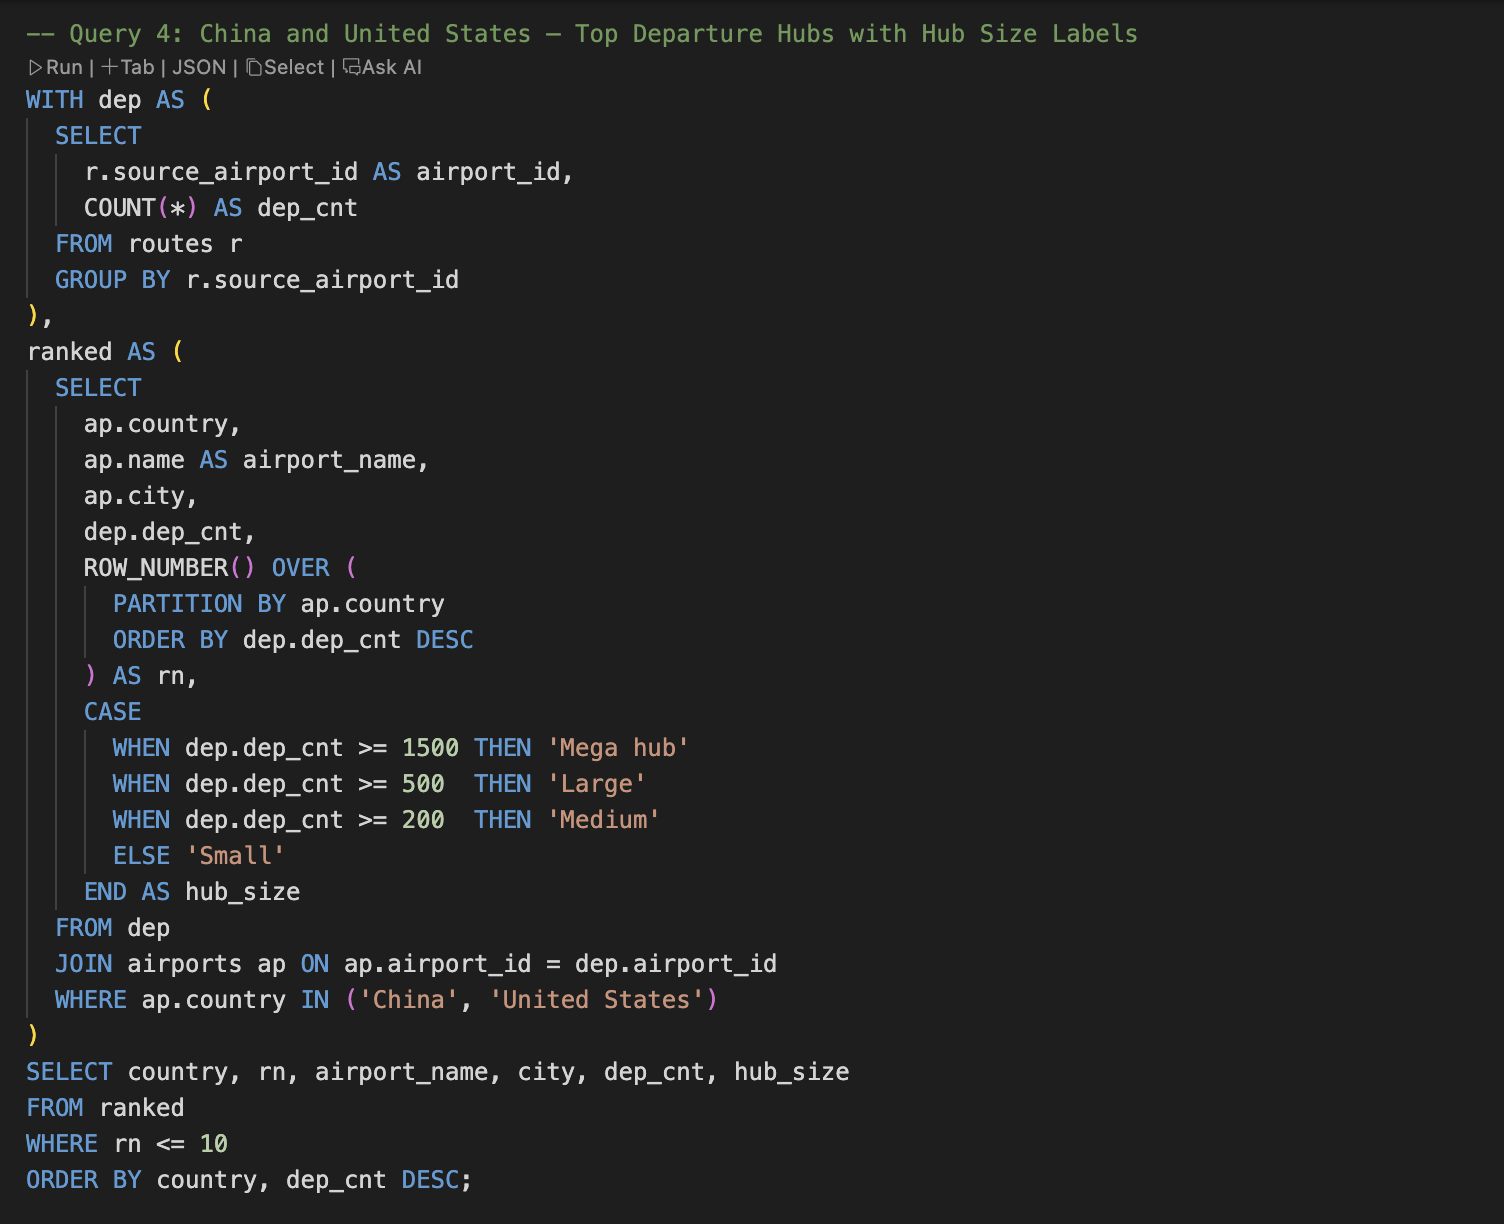 -- Query 4: China and United States — Top Departure Hubs with Hub Size Labels
Run | Tab | JSON | Select | Ask AI
WITH dep AS (
  SELECT
    r.source_airport_id AS airport_id,
    COUNT(*) AS dep_cnt
  FROM routes r
  GROUP BY r.source_airport_id
),
ranked AS (
  SELECT
    ap.country,
    ap.name AS airport_name,
    ap.city,
    dep.dep_cnt,
    ROW_NUMBER() OVER (
      PARTITION BY ap.country
      ORDER BY dep.dep_cnt DESC
    ) AS rn,
    CASE
      WHEN dep.dep_cnt >= 1500 THEN 'Mega hub'
      WHEN dep.dep_cnt >= 500  THEN 'Large'
      WHEN dep.dep_cnt >= 200  THEN 'Medium'
      ELSE 'Small'
    END AS hub_size
  FROM dep
  JOIN airports ap ON ap.airport_id = dep.airport_id
  WHERE ap.country IN ('China', 'United States')
)
SELECT country, rn, airport_name, city, dep_cnt, hub_size
FROM ranked
WHERE rn <= 10
ORDER BY country, dep_cnt DESC;